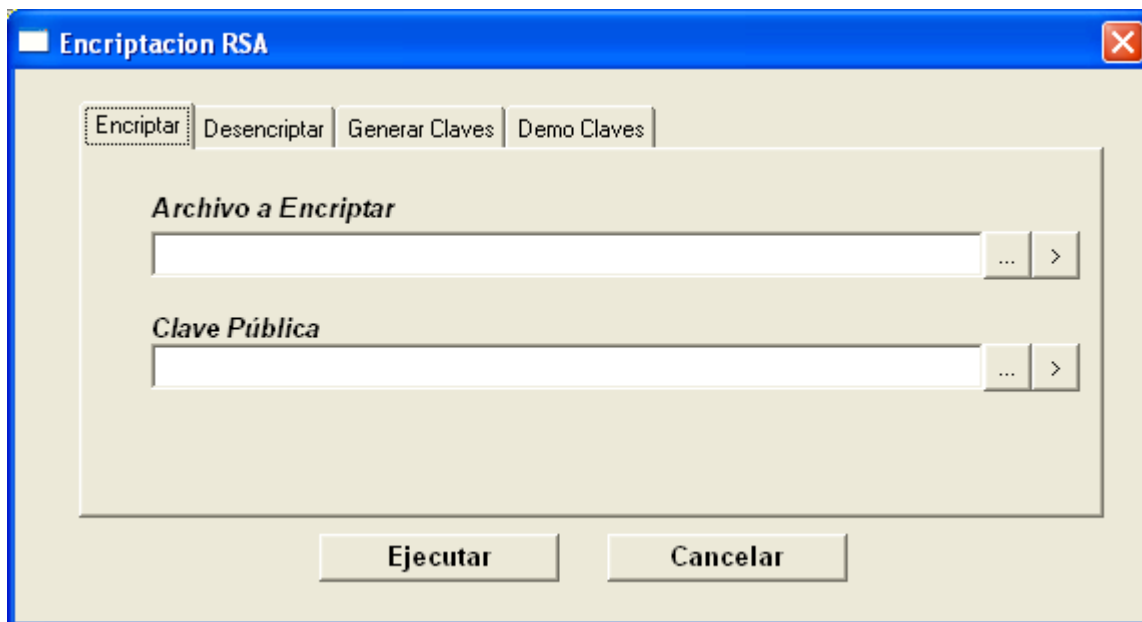 Encriptacion RSA
Encriptar Desencriptar Generar Claves Demo Claves
Archivo a Encriptar
... >
Clave Pública
... >
Ejecutar Cancelar